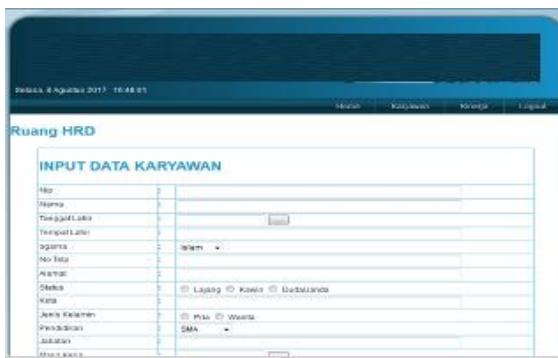 Selasa, 8 Agustus 2017 16:48:01
Home Karyawan Kinerja Logout
Ruang HRD
INPUT DATA KARYAWAN
Nip :
Nama :
Tanggal Lahir :
Tempat Lahir :
agama : Islam
No Telp :
Alamat :
Status : Lajang Kawin Duda/Janda
Kota :
Jenis Kelamin : Pria Wanita
Pendidikan : SMA
Jabatan :